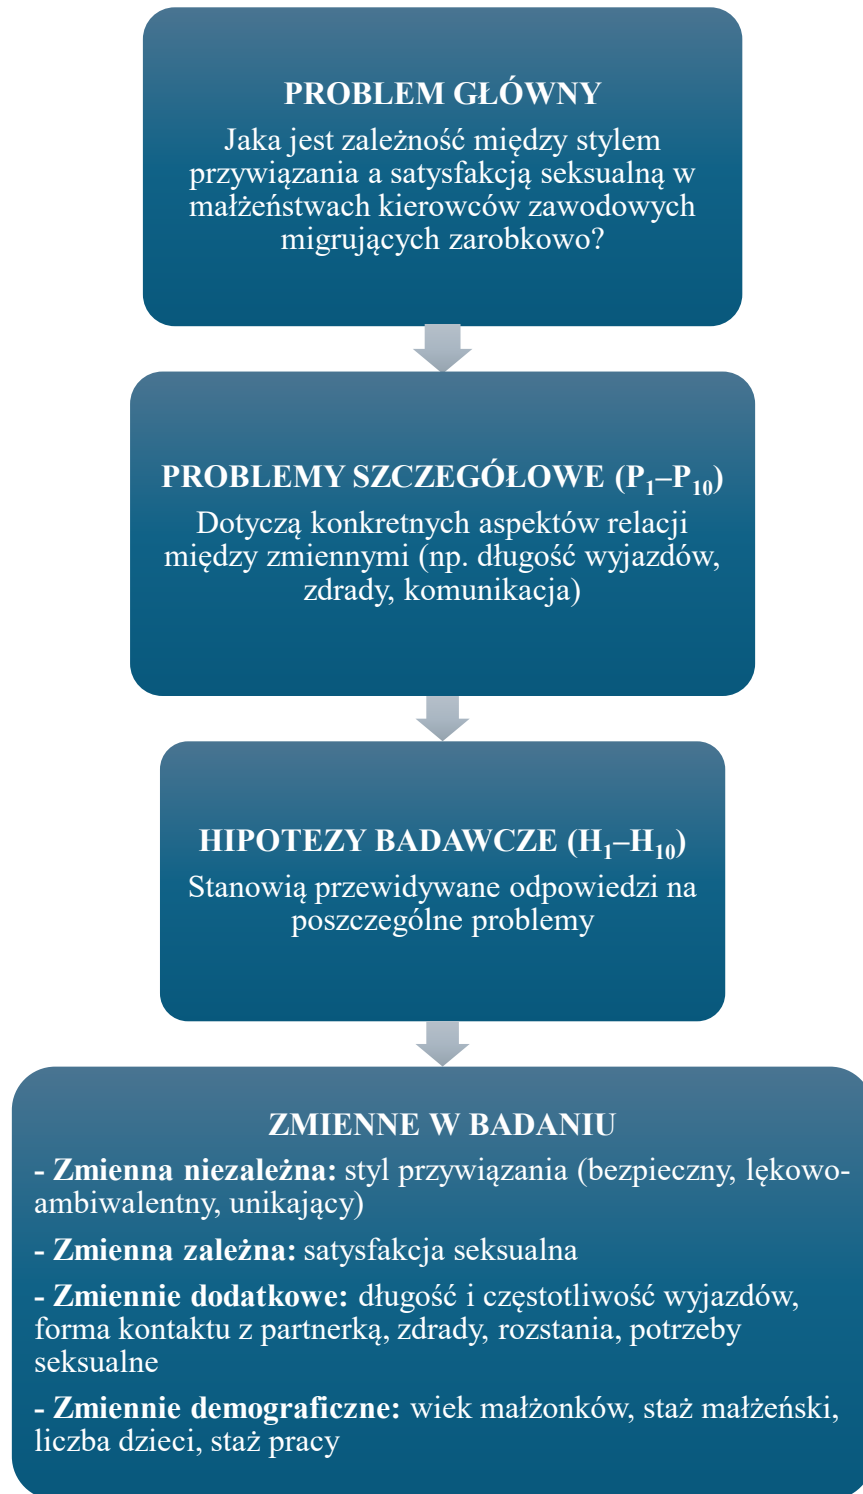 PROBLEM GŁÓWNY
Jaka jest zależność między stylem
przywiązania a satysfakcją seksualną w
małżeństwach kierowców zawodowych
migrujących zarobkowo?
PROBLEMY SZCZEGÓŁOWE (P₁–P₁₀)
Dotyczą konkretnych aspektów relacji
między zmiennymi (np. długość wyjazdów,
zdrady, komunikacja)
HIPOTEZY BADAWCZE (H₁–H₁₀)
Stanowią przewidywane odpowiedzi na
poszczególne problemy
ZMIENNE W BADANIU
- Zmienna niezależna: styl przywiązania (bezpieczny, lękowo-
ambiwalentny, unikający)
- Zmienna zależna: satysfakcja seksualna
- Zmiennie dodatkowe: długość i częstotliwość wyjazdów,
forma kontaktu z partnerką, zdrady, rozstania, potrzeby
seksualne
- Zmiennie demograficzne: wiek małżonków, staż małżeński,
liczba dzieci, staż pracy